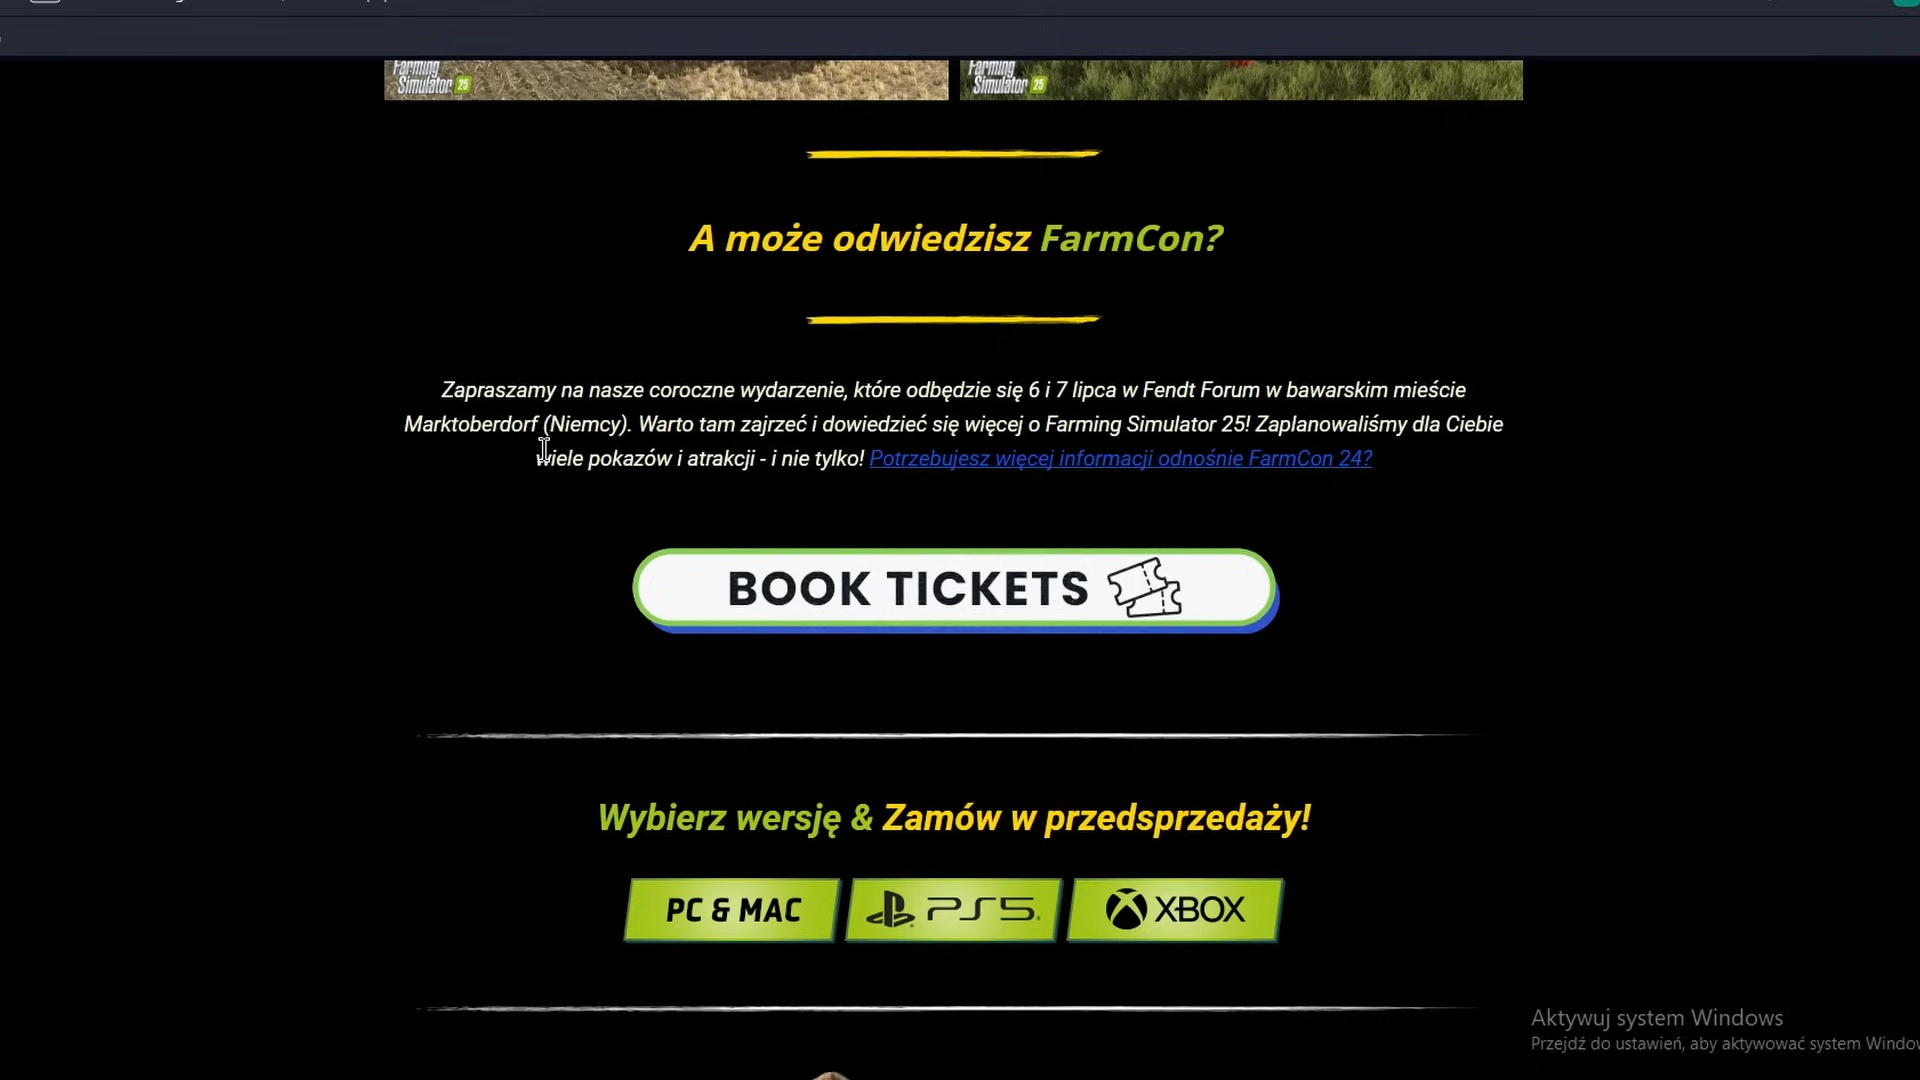 Farming
Simulator 25
Farming
Simulator 25
A może odwiedzisz FarmCon?
Zapraszamy na nasze coroczne wydarzenie, które odbędzie się 6 i 7 lipca w Fendt Forum w bawarskim mieście
Marktoberdorf (Niemcy). Warto tam zajrzeć i dowiedzieć się więcej o Farming Simulator 25! Zaplanowaliśmy dla Ciebie
wiele pokazów i atrakcji - i nie tylko! Potrzebujesz więcej informacji odnośnie FarmCon 24?
BOOK TICKETS
Wybierz wersję & Zamów w przedsprzedaży!
PC & MAC
PS5
XBOX
Aktywuj system Windows
Przejdź do ustawień, aby aktywować system Window